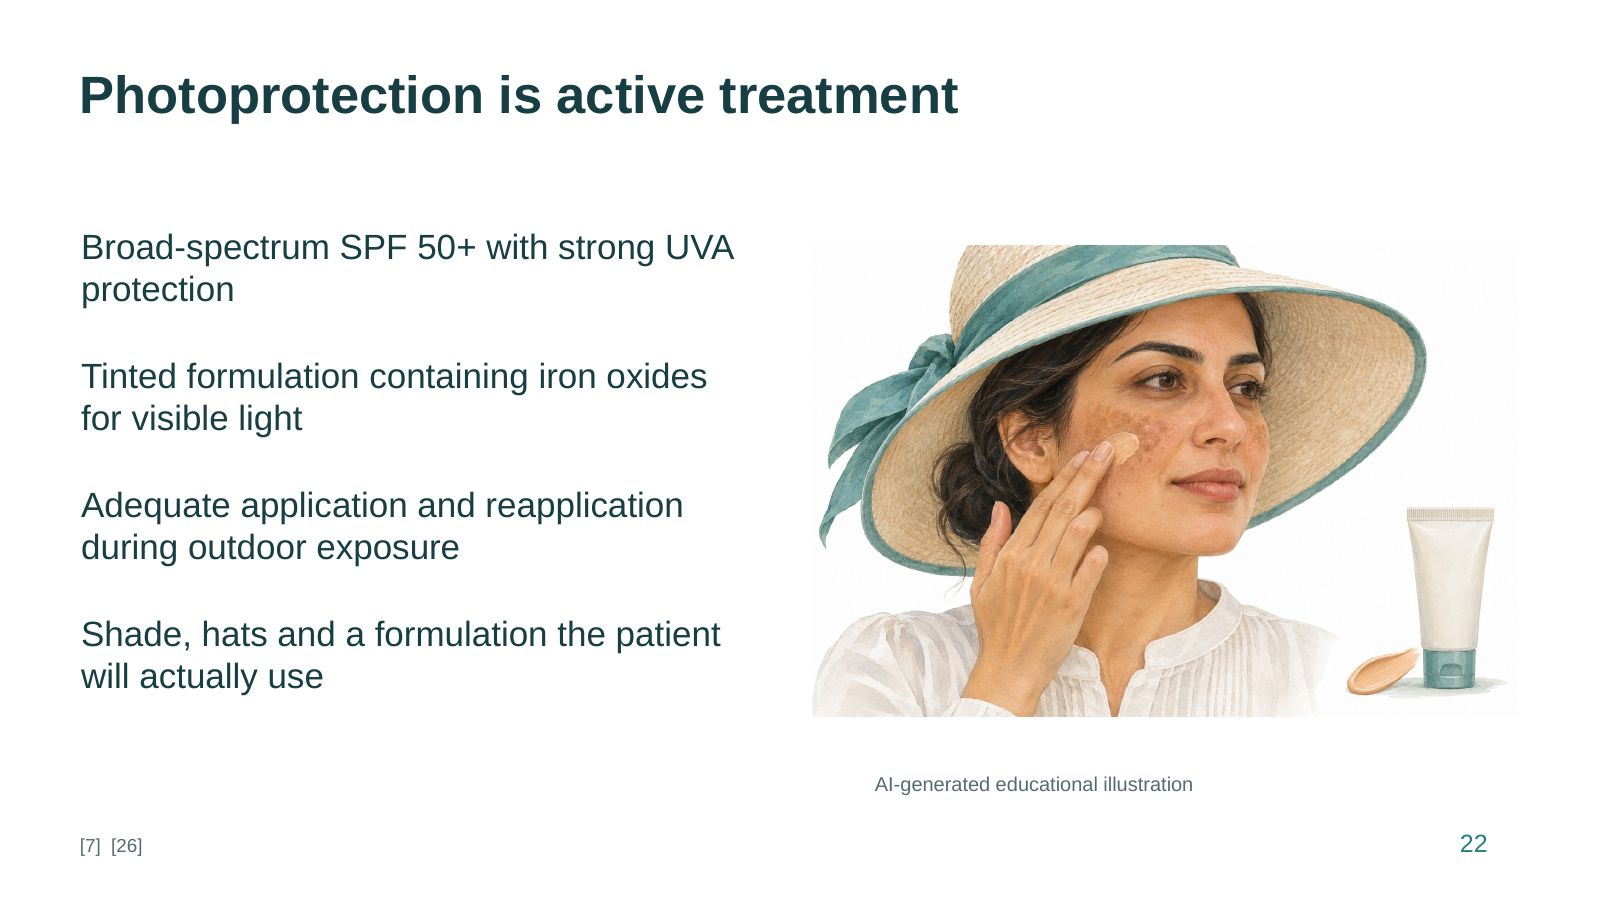 Photoprotection is active treatment
Broad-spectrum SPF 50+ with strong UVA
protection
Tinted formulation containing iron oxides
for visible light
Adequate application and reapplication
during outdoor exposure
Shade, hats and a formulation the patient
will actually use
AI-generated educational illustration
[7] [26]
22